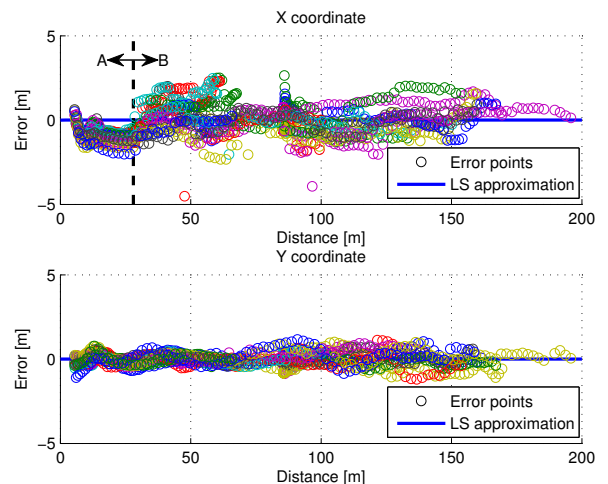 X coordinate
5
0
−5
Error [m]
A
B
Error points
LS approximation
0
50
100
150
200
Distance [m]
Y coordinate
5
0
−5
Error [m]
Error points
LS approximation
0
50
100
150
200
Distance [m]